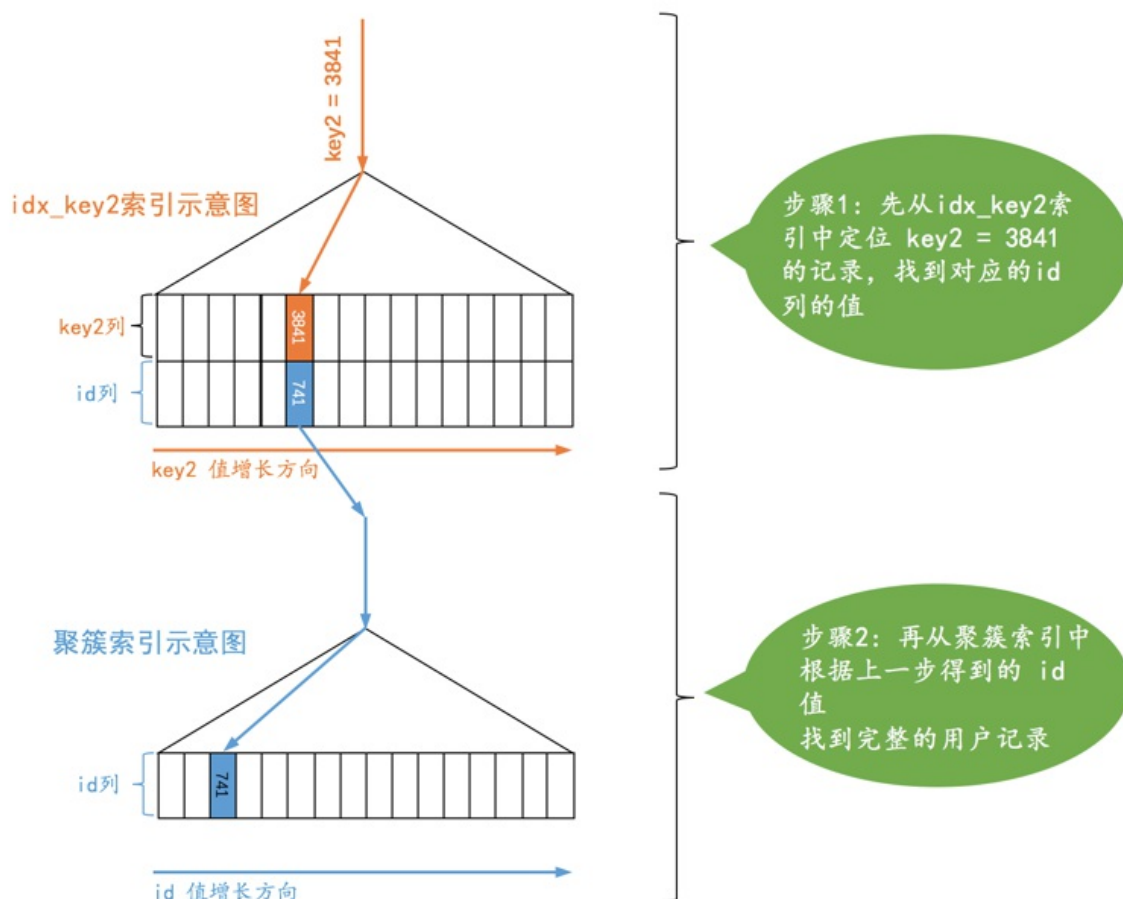 key2 = 3841
idx_key2索引示意图
步骤1: 先从idx_key2索
引中定位 key2 = 3841
的记录, 找到对应的id
列的值
key2列
3841
id列
741
key2 值增长方向
聚簇索引示意图
步骤2: 再从聚簇索引中
根据上一步得到的 id
值
找到完整的用户记录
id列
741
id 值增长方向